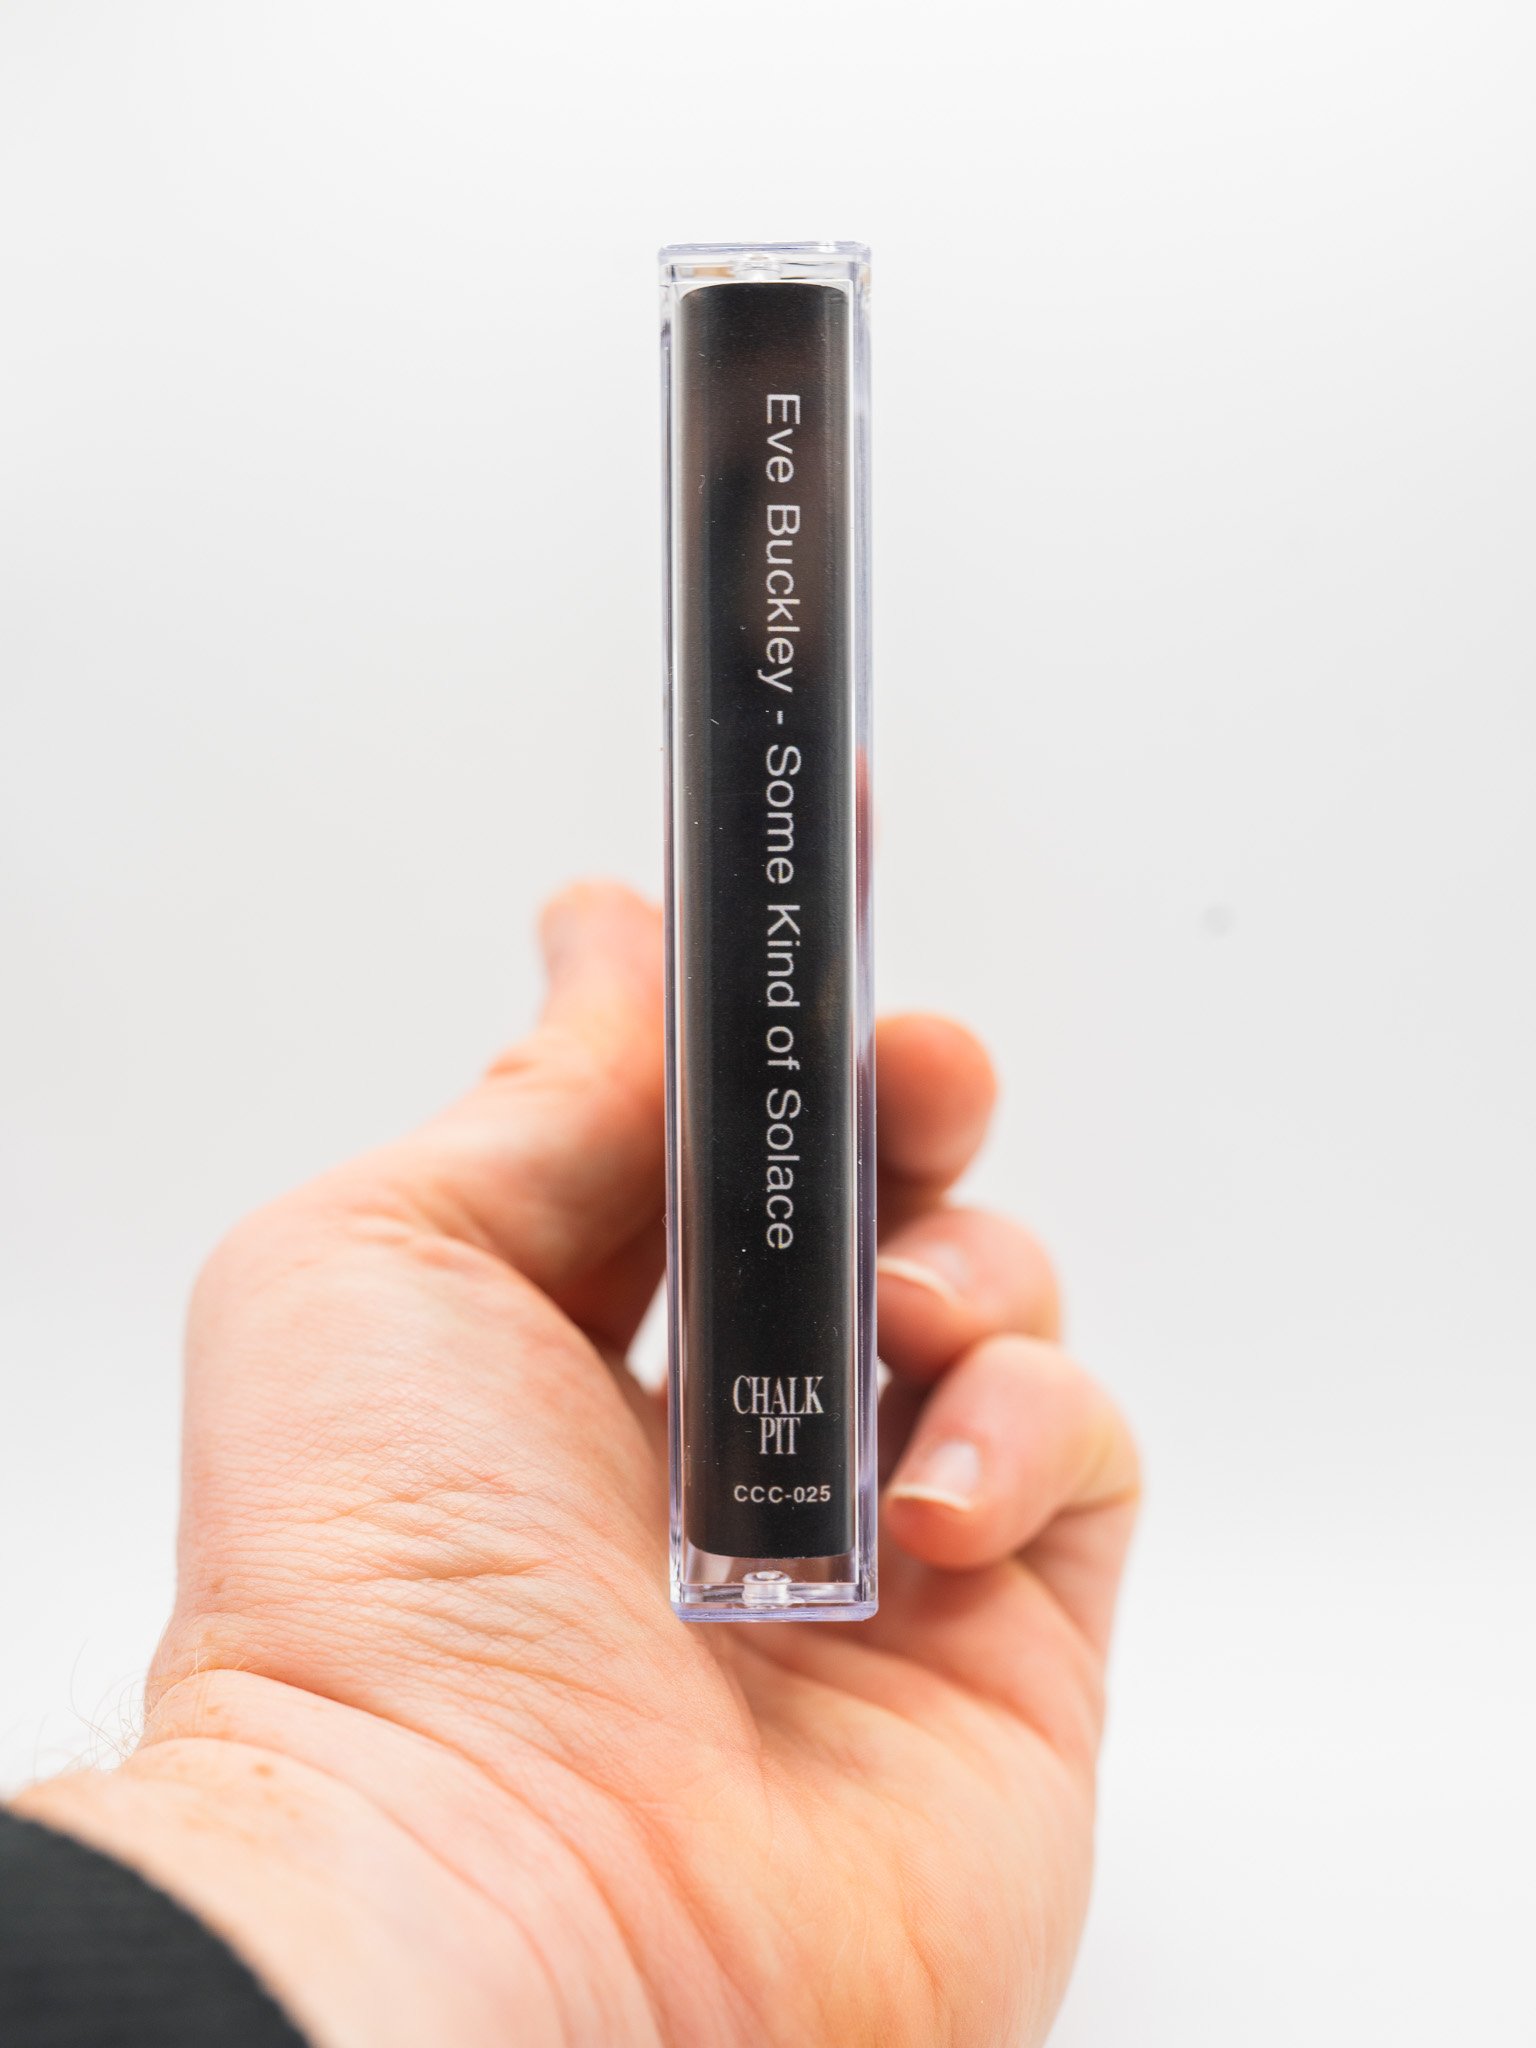 Eve Buckley - Some Kind of Solace
CHALK
PIT
CCC-025